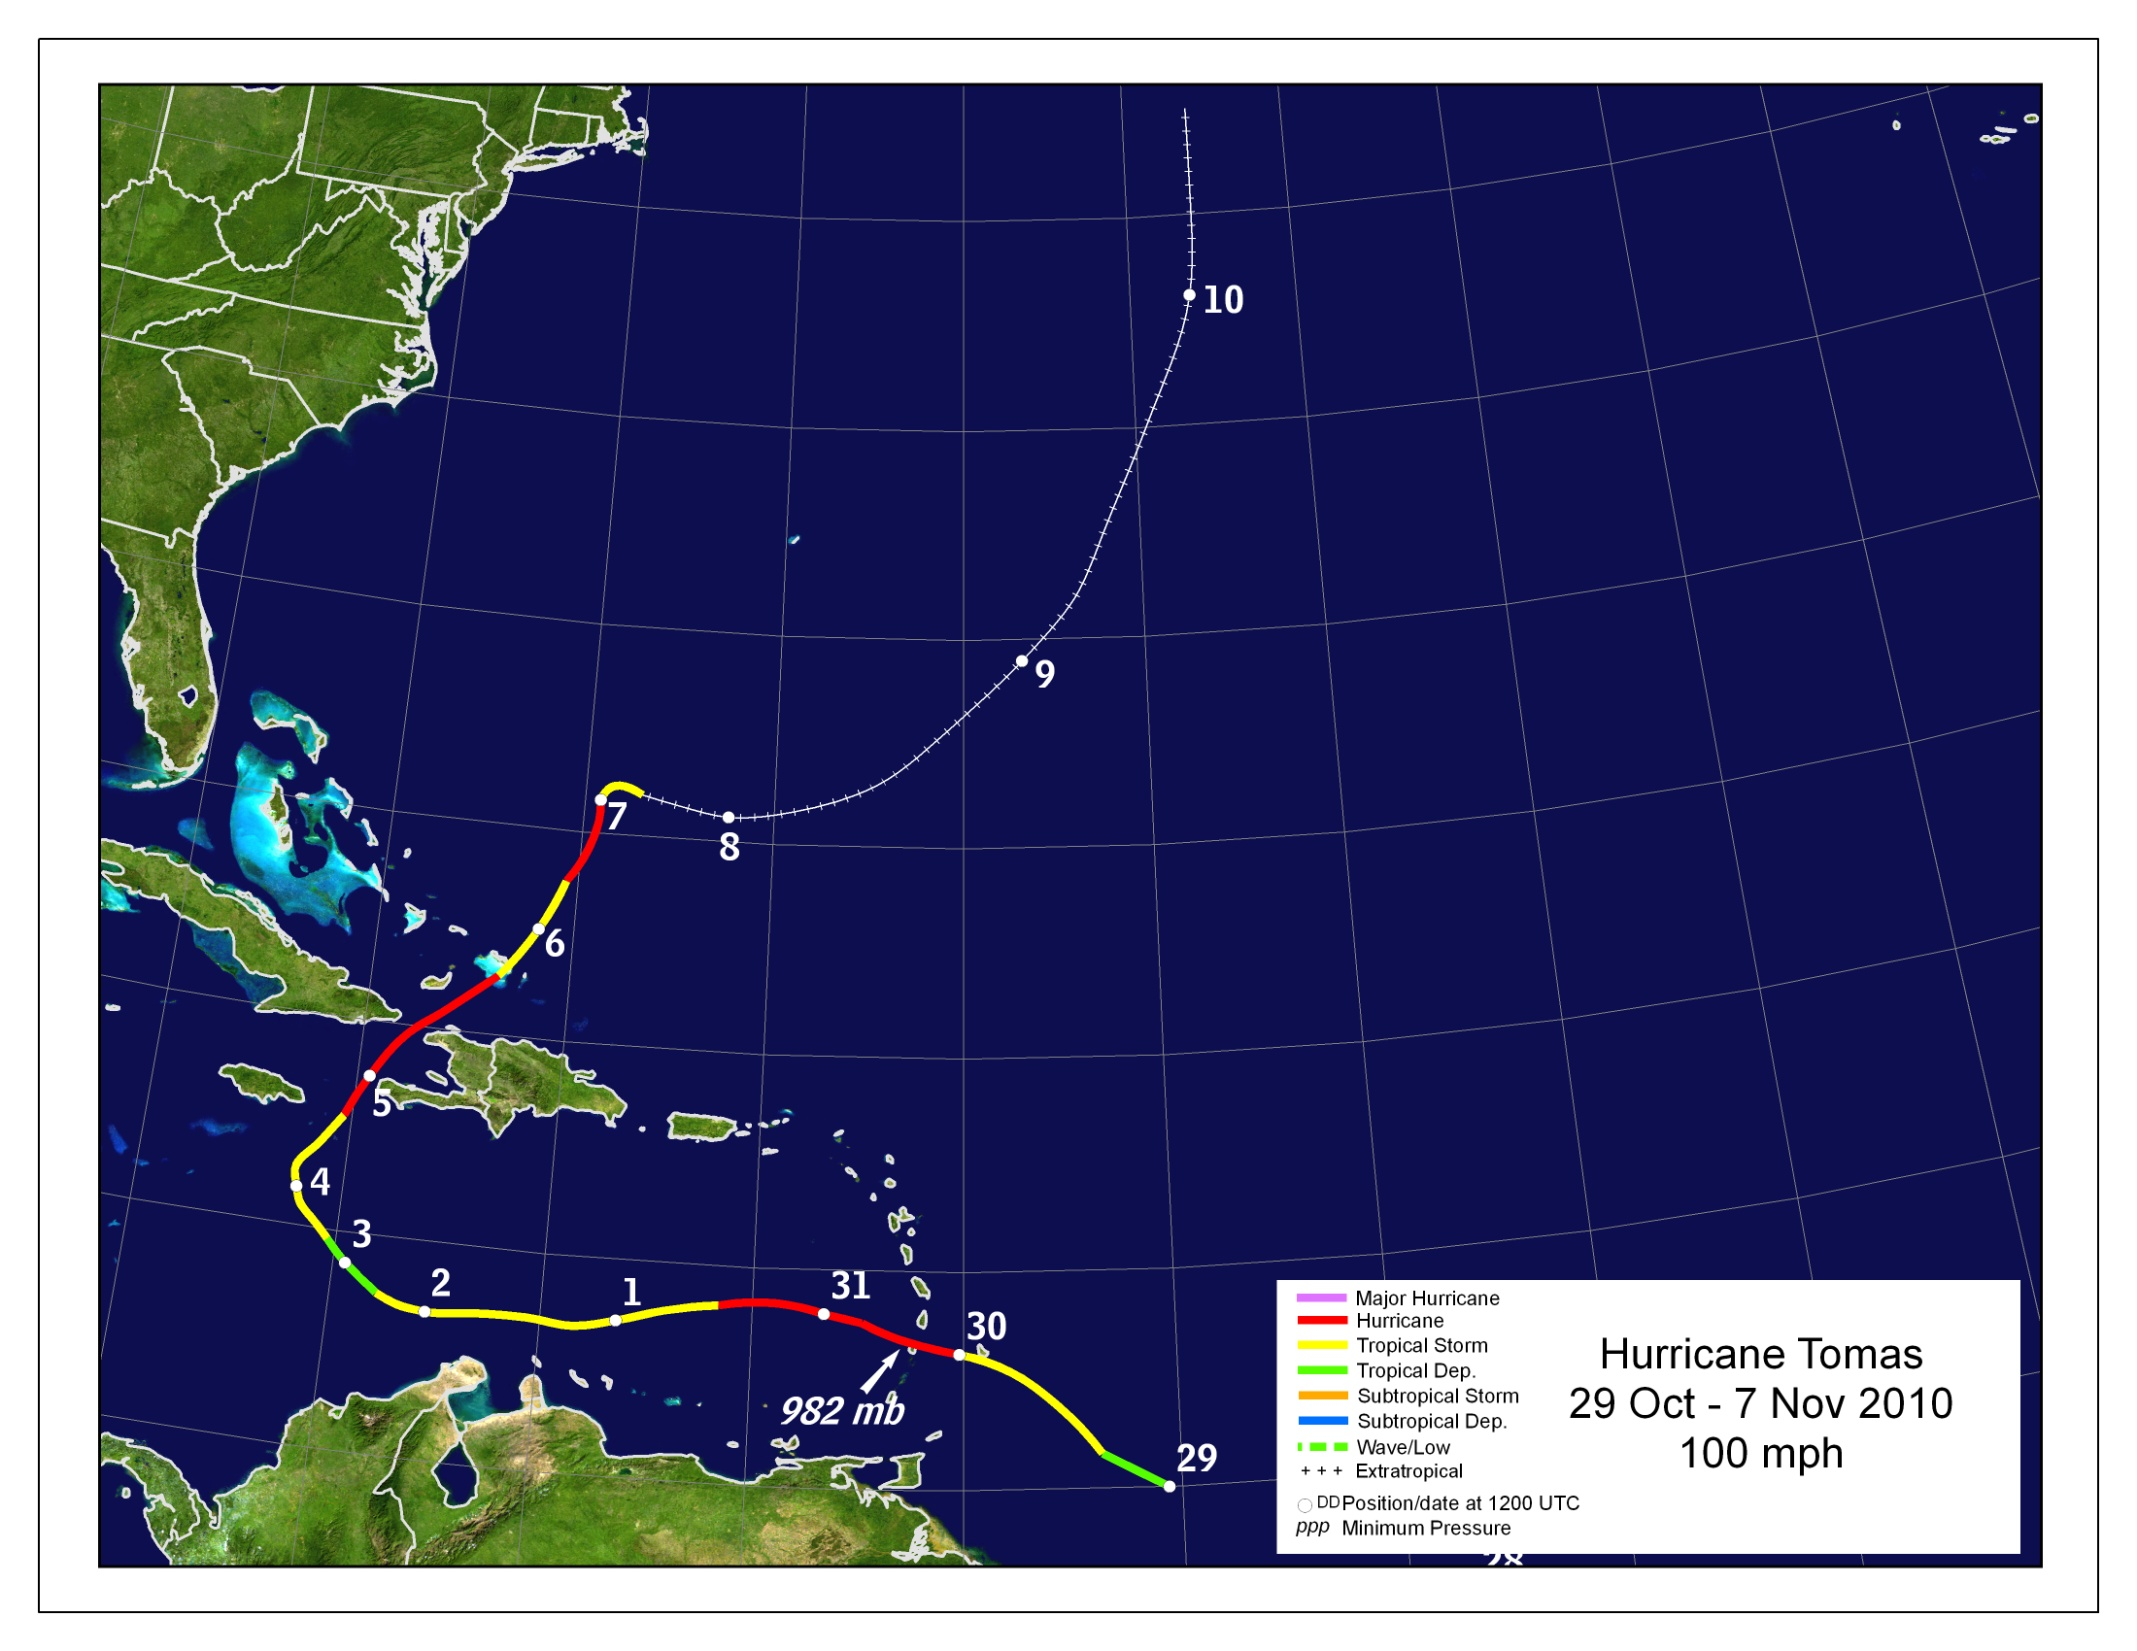 10
9
7
8
6
5
4
3
2
1
31
30
982 mb
29
Major Hurricane
Hurricane
Tropical Storm
Tropical Dep.
Subtropical Storm
Subtropical Dep.
Wave/Low
+ + + Extratropical
DD Position/date at 1200 UTC
ppp Minimum Pressure
Hurricane Tomas
29 Oct - 7 Nov 2010
100 mph